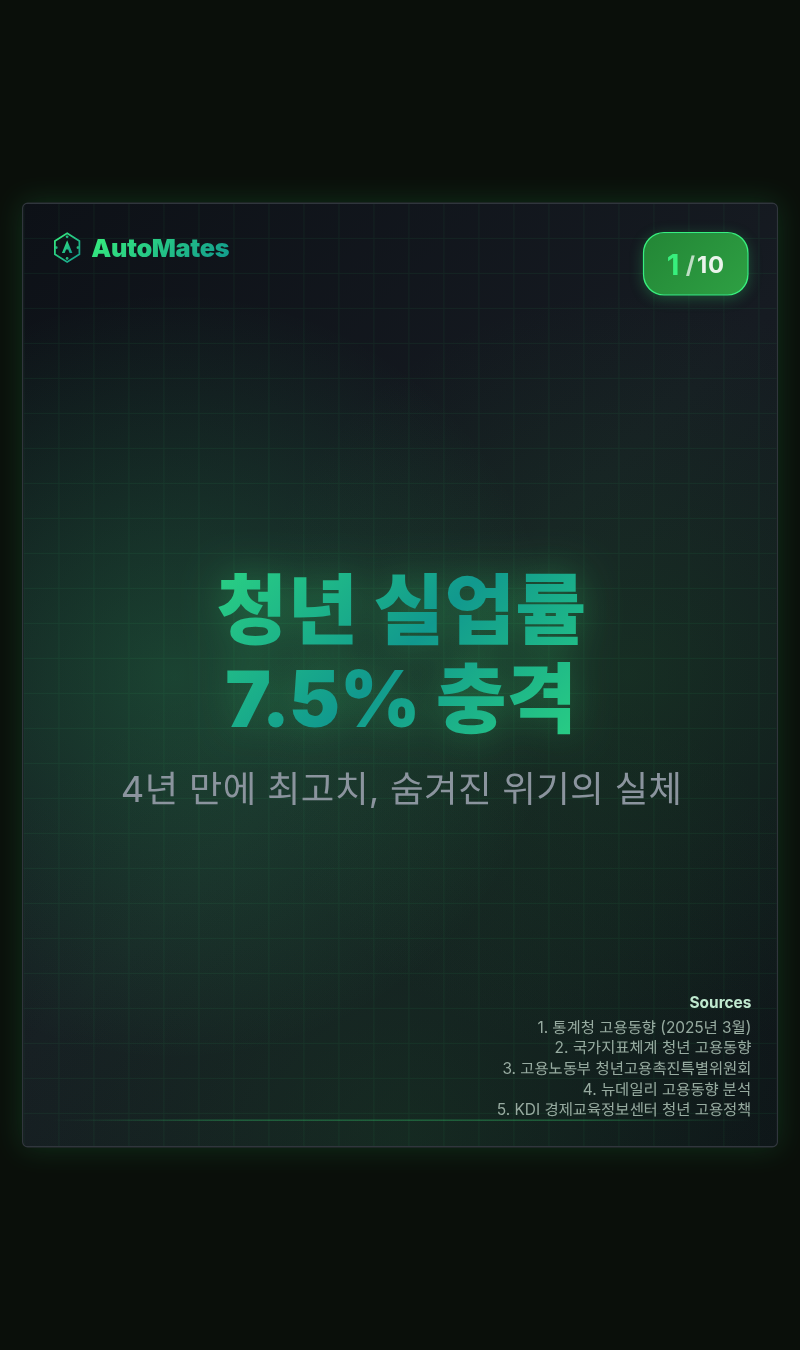 AutoMates
1/10
청년 실업률
7.5% 충격
4년 만에 최고치, 숨겨진 위기의 실체
Sources
1. 통계청 고용동향 (2025년 3월)
2. 국가지표체계 청년 고용동향
3. 고용노동부 청년고용촉진특별위원회
4. 뉴데일리 고용동향 분석
5. KDI 경제교육정보센터 청년 고용정책